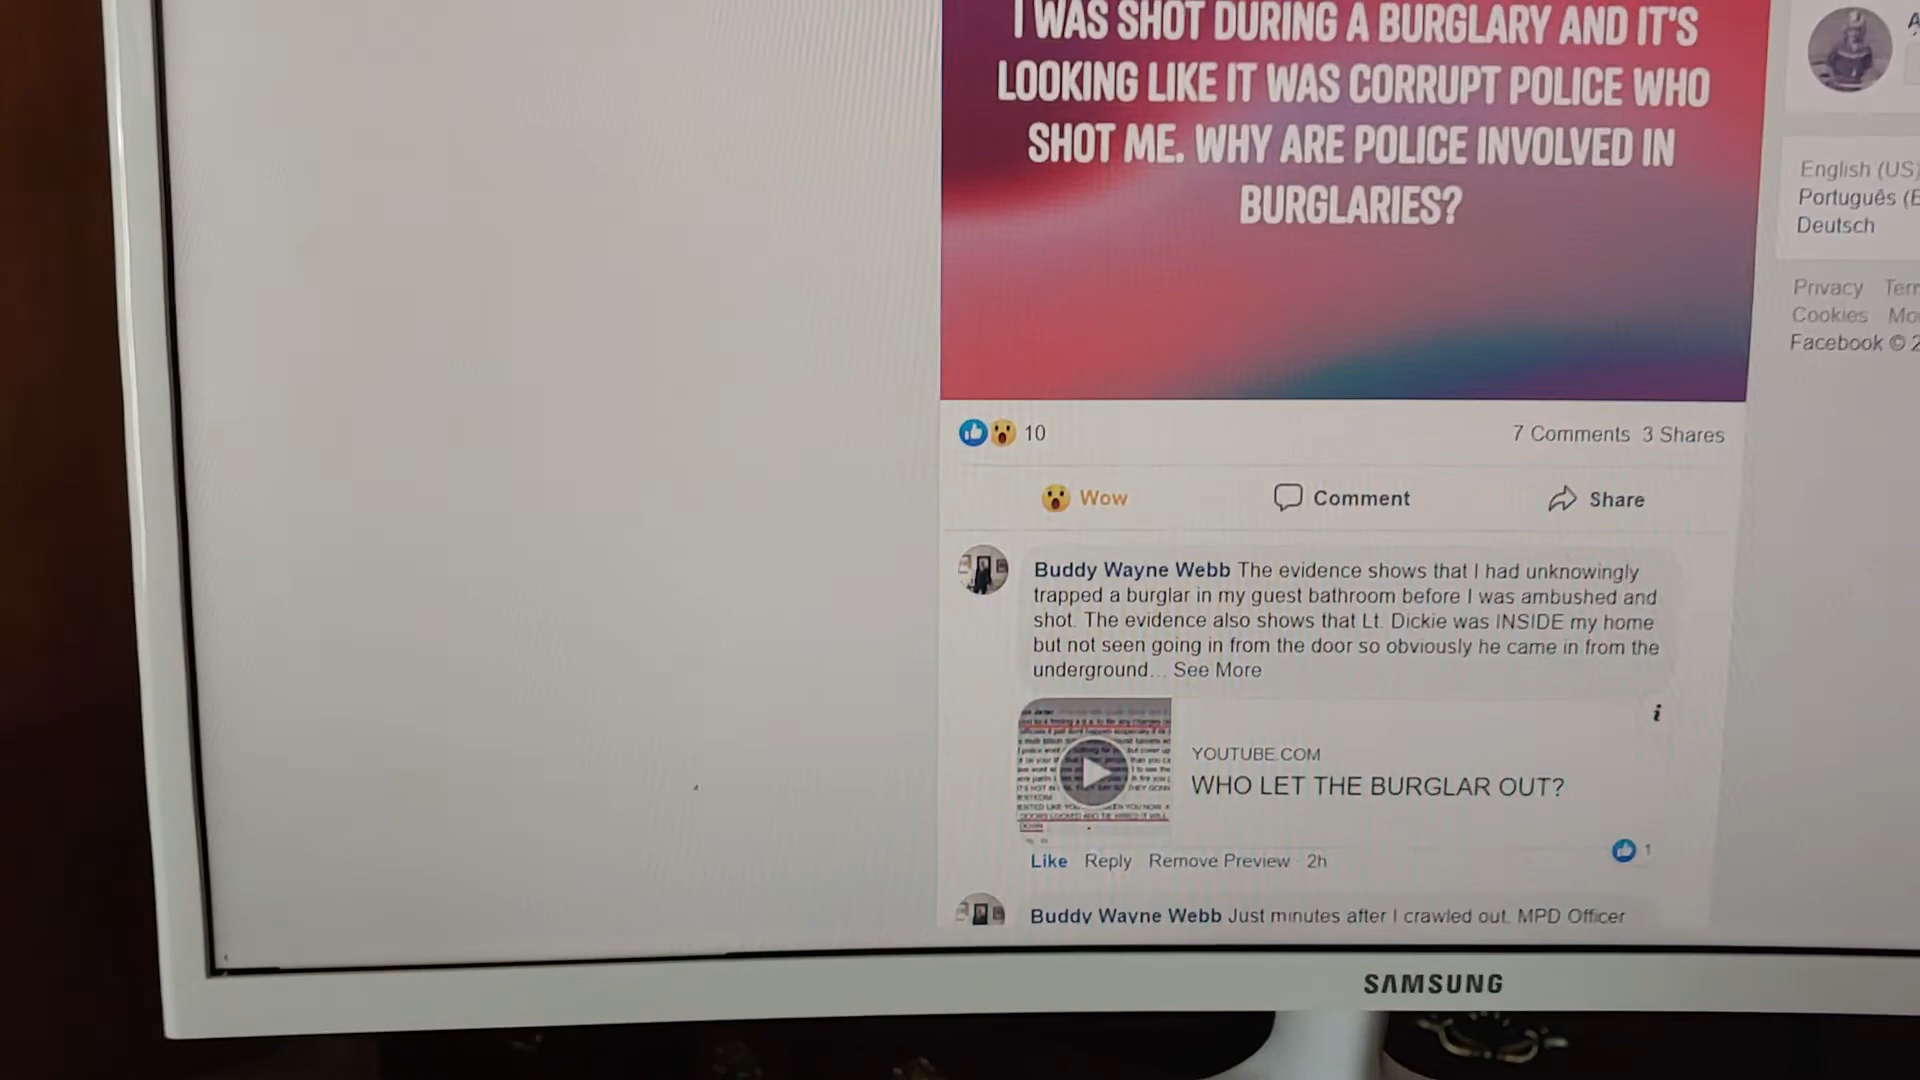 I WAS SHOT DURING A BURGLARY AND IT'S
LOOKING LIKE IT WAS CORRUPT POLICE WHO
SHOT ME. WHY ARE POLICE INVOLVED IN
BURGLARIES?
English (US)
Português (
Deutsch
Privacy
Cookies
Facebook ©
10
7 Comments 3 Shares
Wow
Comment
Share
Buddy Wayne Webb The evidence shows that I had unknowingly
trapped a burglar in my guest bathroom before I was ambushed and
shot. The evidence also shows that Lt. Dickie was INSIDE my home
but not seen going in from the door so obviously he came in from the
underground... See More
YOUTUBE.COM
WHO LET THE BURGLAR OUT?
Like Reply Remove Preview · 2h
1
Buddy Wayne Webb Just minutes after I crawled out. MPD Officer
SAMSUNG